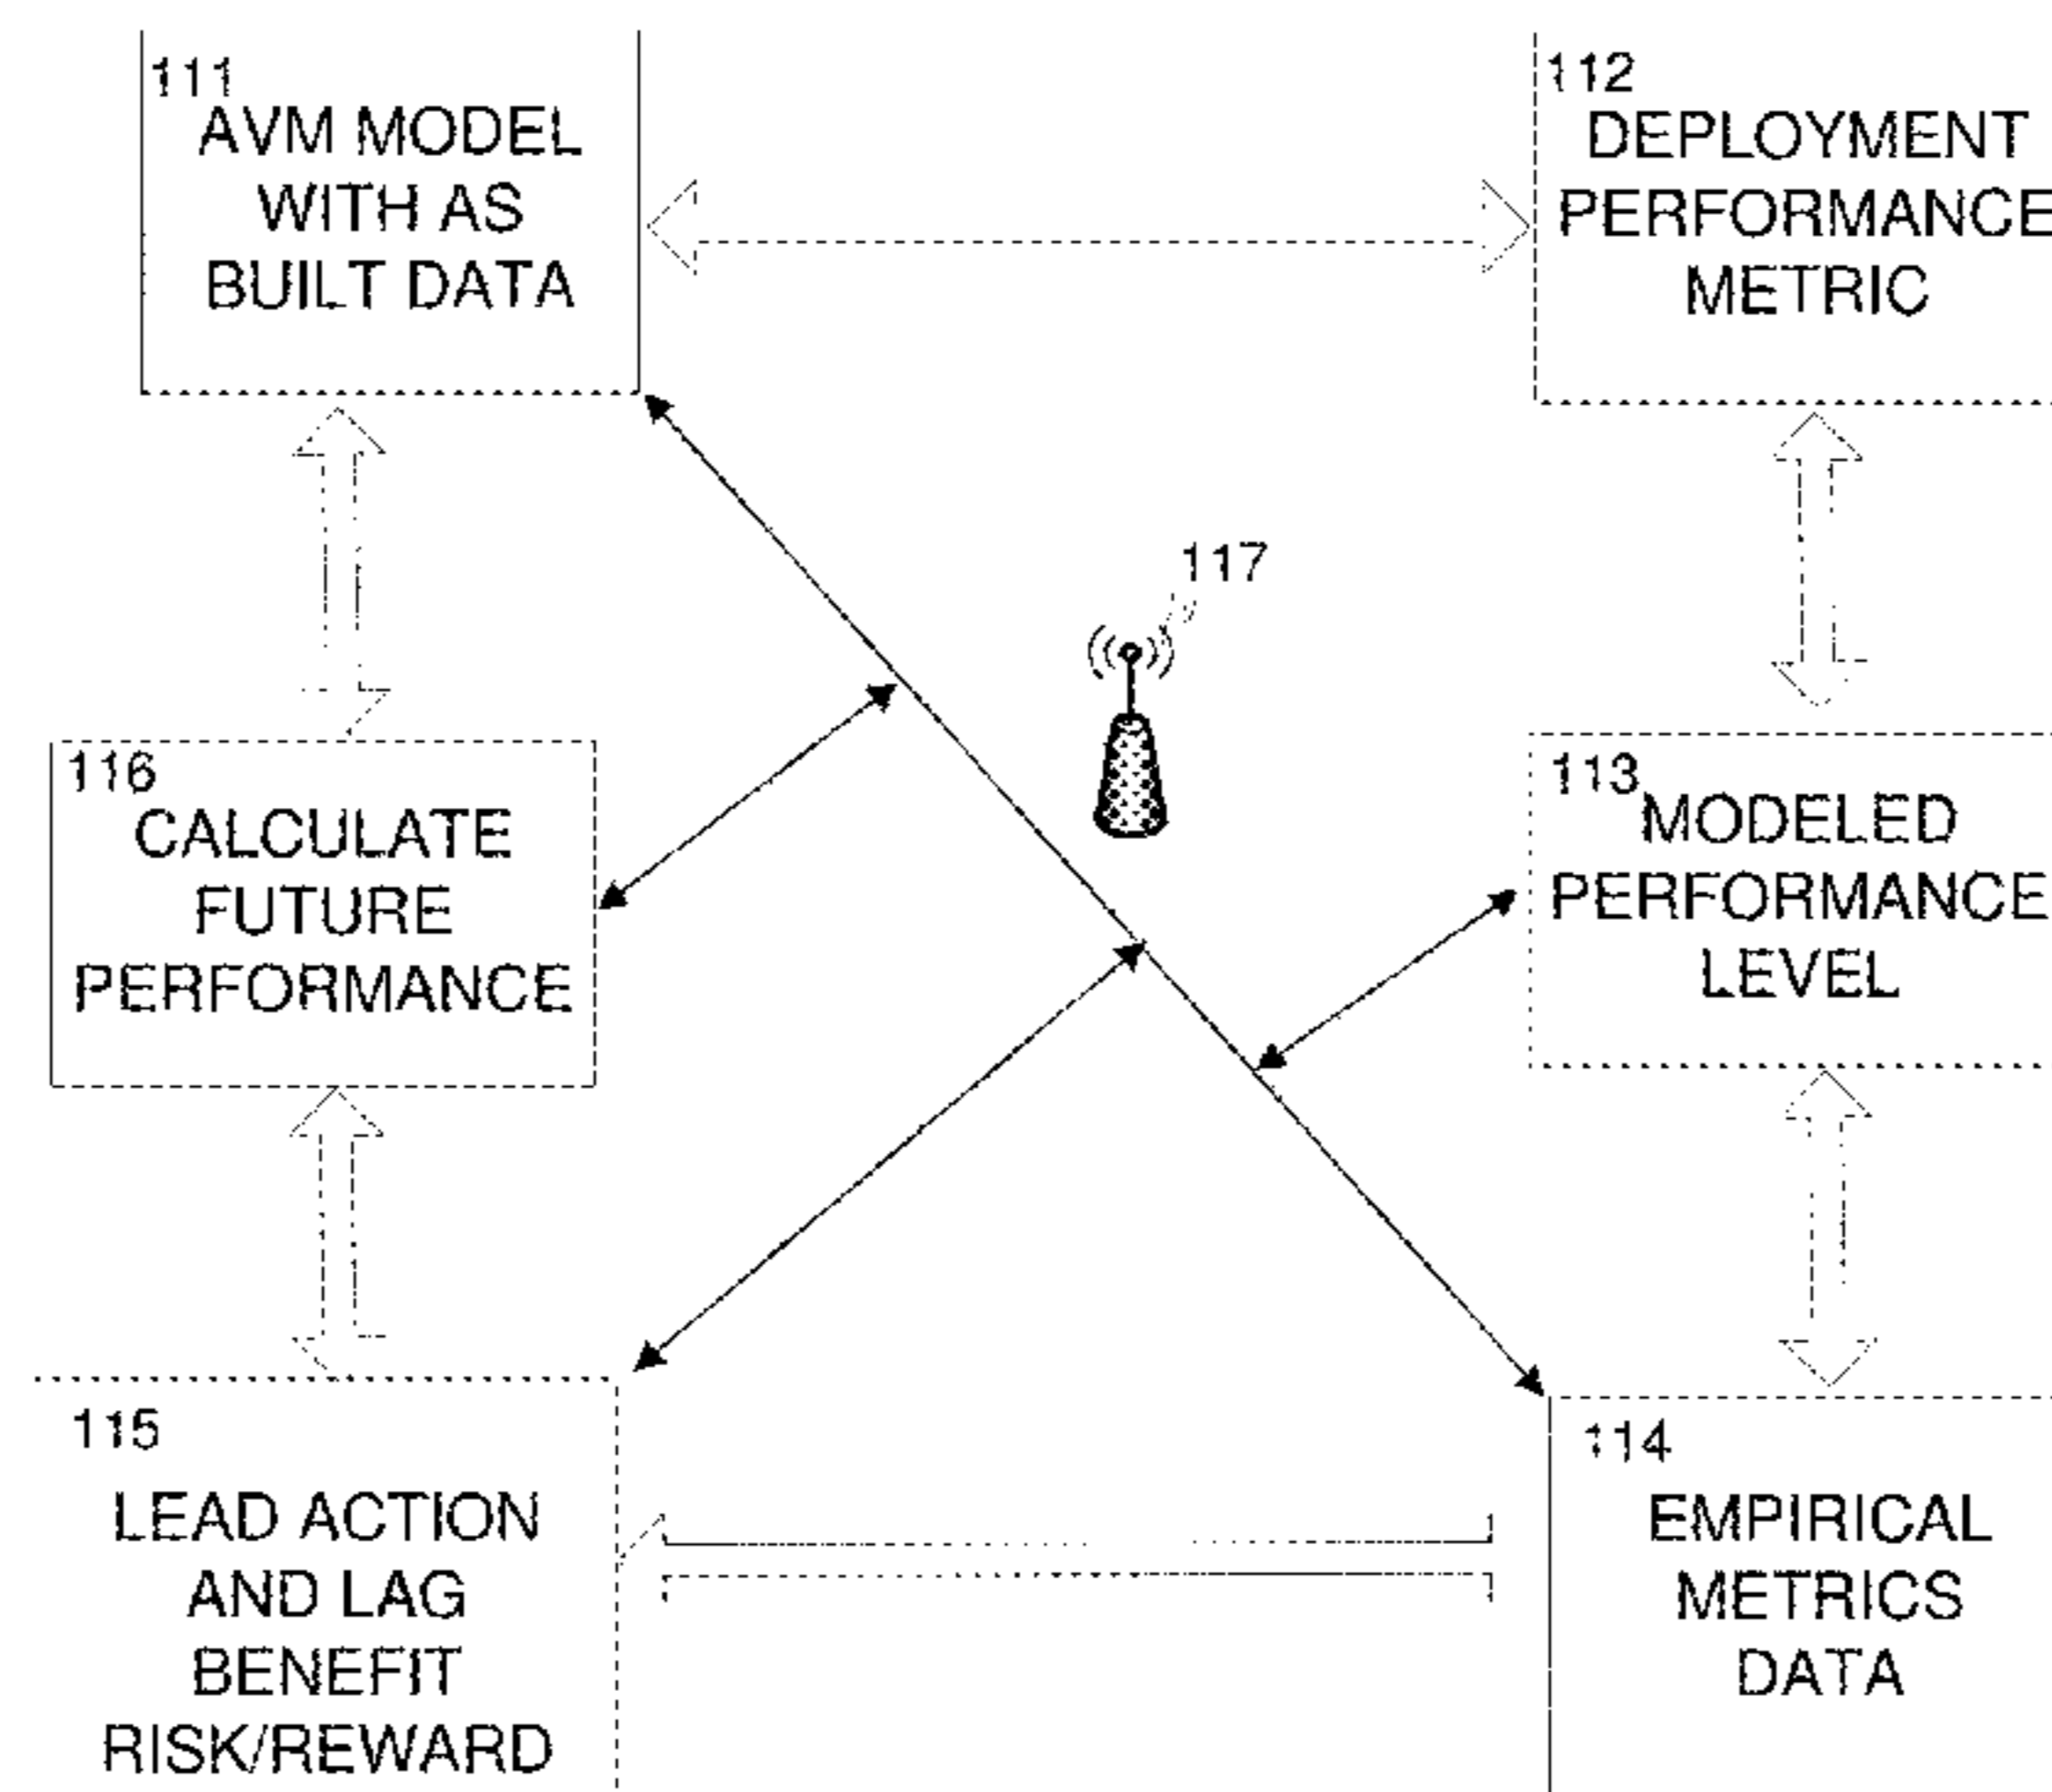 111
AVM MODEL
WITH AS
BUILT DATA
112
DEPLOYMENT
PERFORMANCE
METRIC
117
116
CALCULATE
FUTURE
PERFORMANCE
113
MODELED
PERFORMANCE
LEVEL
115
LEAD ACTION
AND LAG
BENEFIT
RISK/REWARD
114
EMPIRICAL
METRICS
DATA